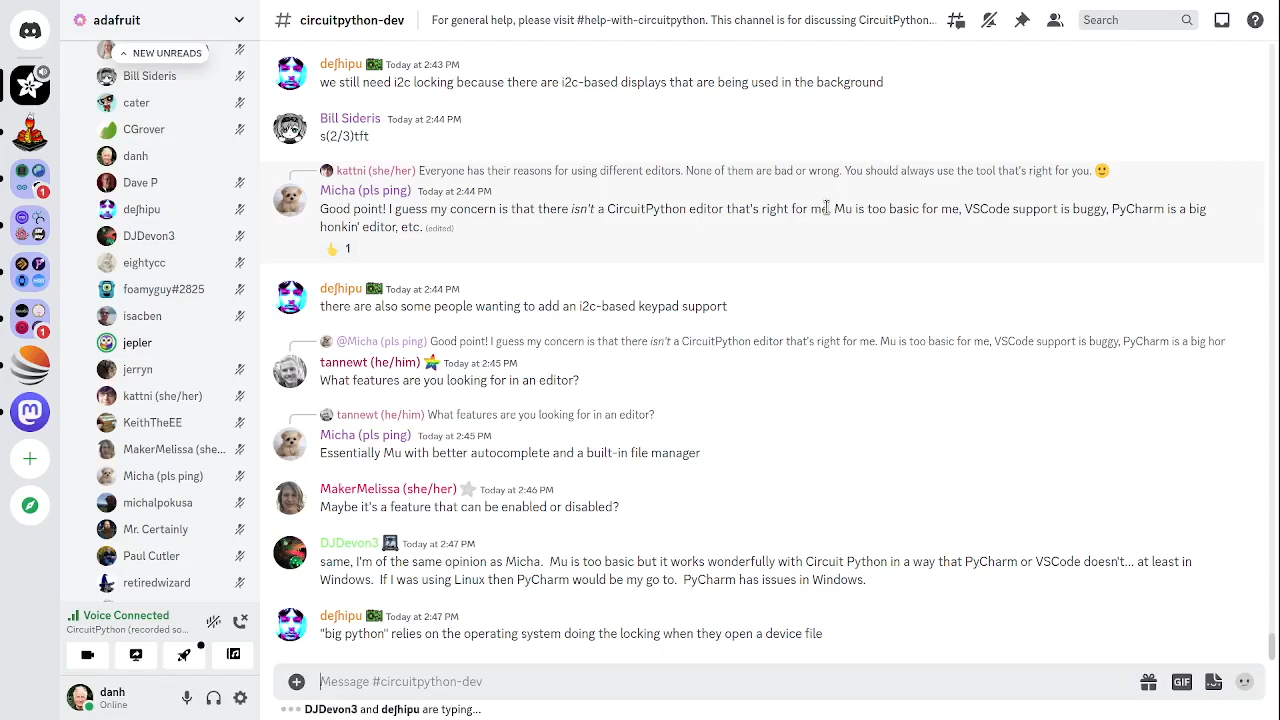 adafruit
circuitpython-dev
For general help, please visit #help-with-circuitpython. This channel is for discussing CircuitPython...
Search
NEW UNREADS
Bill Sideris
cater
CGrover
danh
Dave P
deʃhipu
DJDevon3
eightycc
foamyguy#2825
isacben
jepler
jerryn
kattni (she/her)
KeithTheEE
MakerMelissa (she...
Micha (pls ping)
michalpokusa
Mr. Certainly
Paul Cutler
retiredwizard
Voice Connected
CircuitPython (recorded so...
danh
Online
1
1
deʃhipu Today at 2:43 PM
we still need i2c locking because there are i2c-based displays that are being used in the background
Bill Sideris Today at 2:44 PM
s(2/3)tft
kattni (she/her) Everyone has their reasons for using different editors. None of them are bad or wrong. You should always use the tool that's right for you.
Micha (pls ping) Today at 2:44 PM
Good point! I guess my concern is that there isn't a CircuitPython editor that's right for me. Mu is too basic for me, VSCode support is buggy, PyCharm is a big
honkin' editor, etc. (edited)
1
deʃhipu Today at 2:44 PM
there are also some people wanting to add an i2c-based keypad support
@Micha (pls ping) Good point! I guess my concern is that there isn't a CircuitPython editor that's right for me. Mu is too basic for me, VSCode support is buggy, PyCharm is a big hor
tannewt (he/him) Today at 2:45 PM
What features are you looking for in an editor?
tannewt (he/him) What features are you looking for in an editor?
Micha (pls ping) Today at 2:45 PM
Essentially Mu with better autocomplete and a built-in file manager
MakerMelissa (she/her) Today at 2:46 PM
Maybe it's a feature that can be enabled or disabled?
DJDevon3 Today at 2:47 PM
same, I'm of the same opinion as Micha. Mu is too basic but it works wonderfully with Circuit Python in a way that PyCharm or VSCode doesn't... at least in
Windows. If I was using Linux then PyCharm would be my go to. PyCharm has issues in Windows.
deʃhipu Today at 2:47 PM
"big python" relies on the operating system doing the locking when they open a device file
Message #circuitpython-dev
GIF
DJDevon3 and deʃhipu are typing...